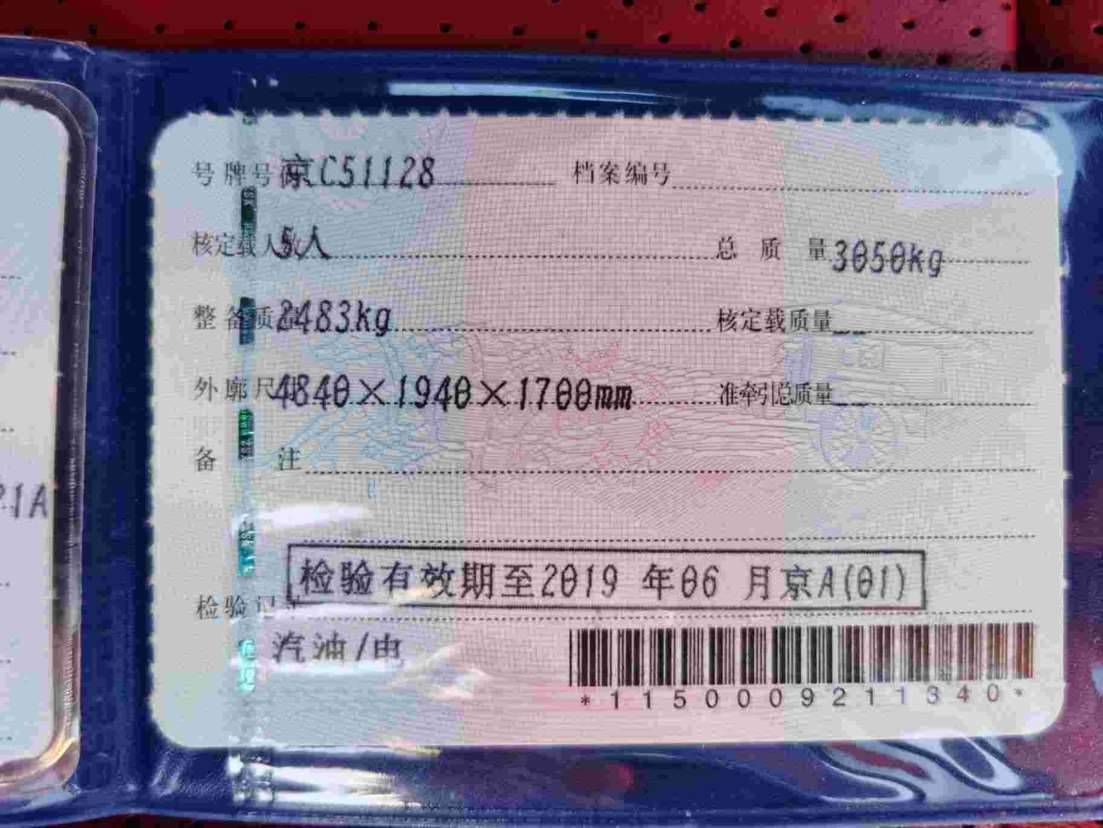 号牌号码 京C51128 档案编号
核定载人数 5人 总质量 3050kg
整备质量 2483kg 核定载质量 --
外廓尺寸 4840×1940×1700mm 准牵引总质量 --
备注
检验有效期至2019年06月京A(01)
检验记录
汽油/电
*1150009211340*
1A